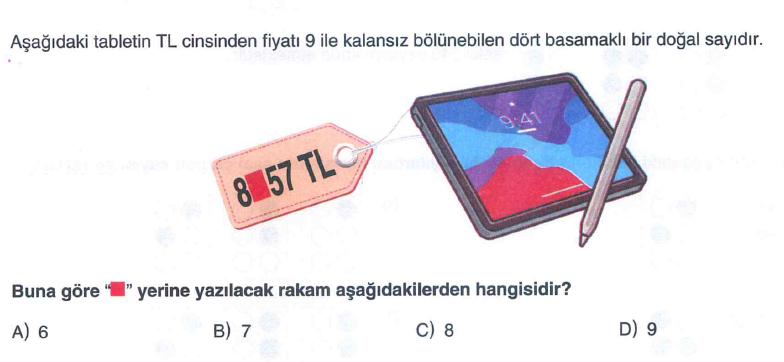 Aşağıdaki tabletin TL cinsinden fiyatı 9 ile kalansız bölünebilen dört basamaklı bir doğal sayıdır.
9:41
8■57 TL
Buna göre "■" yerine yazılacak rakam aşağıdakilerden hangisidir?
A) 6 B) 7 C) 8 D) 9